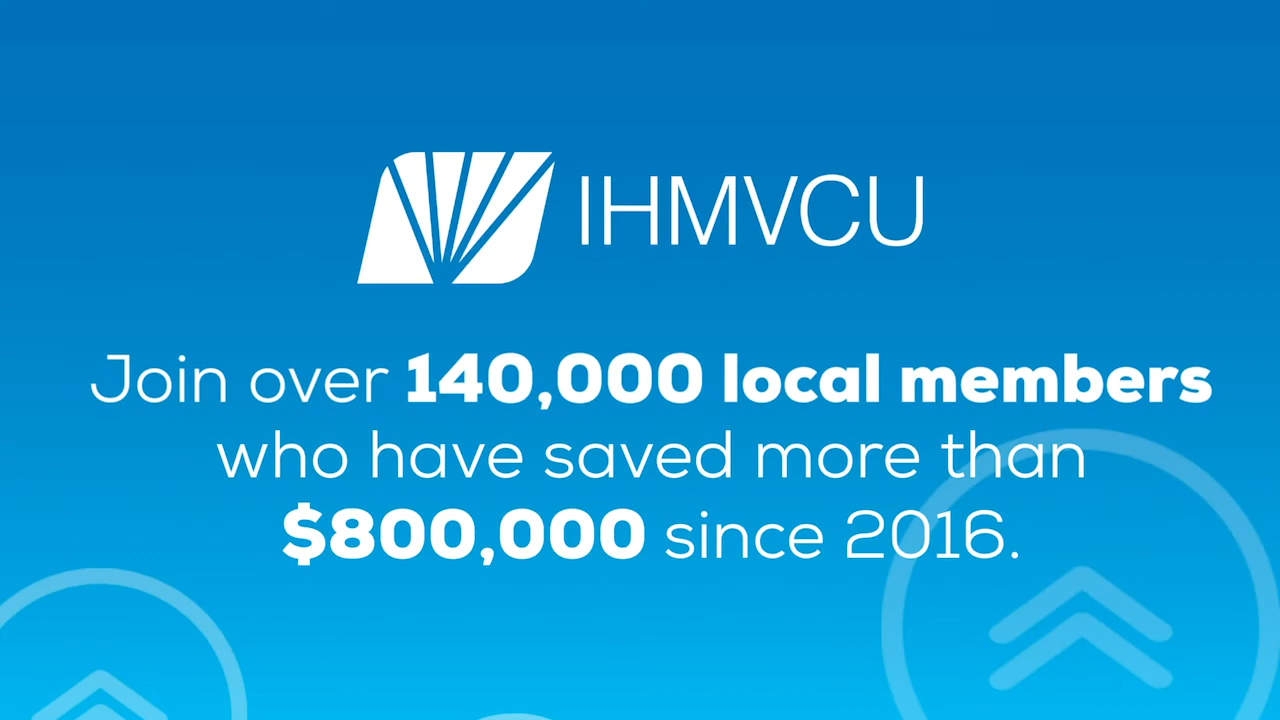 IHMVCU
Join over 140,000 local members
who have saved more than
$800,000 since 2016.